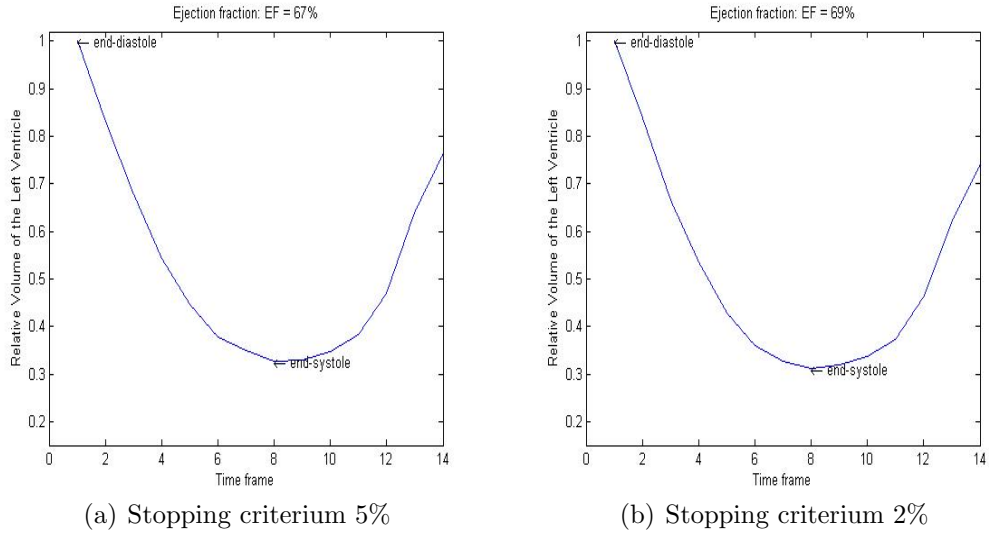 Ejection fraction: EF = 67%
1
0.9
0.8
0.7
0.6
0.5
0.4
0.3
0.2
0 2 4 6 8 10 12 14
Relative Volume of the Left Ventricle
← end-diastole
← end-systole
Time frame
(a) Stopping criterium 5%
Ejection fraction: EF = 69%
1
0.9
0.8
0.7
0.6
0.5
0.4
0.3
0.2
0 2 4 6 8 10 12 14
Relative Volume of the Left Ventricle
← end-diastole
← end-systole
Time frame
(b) Stopping criterium 2%